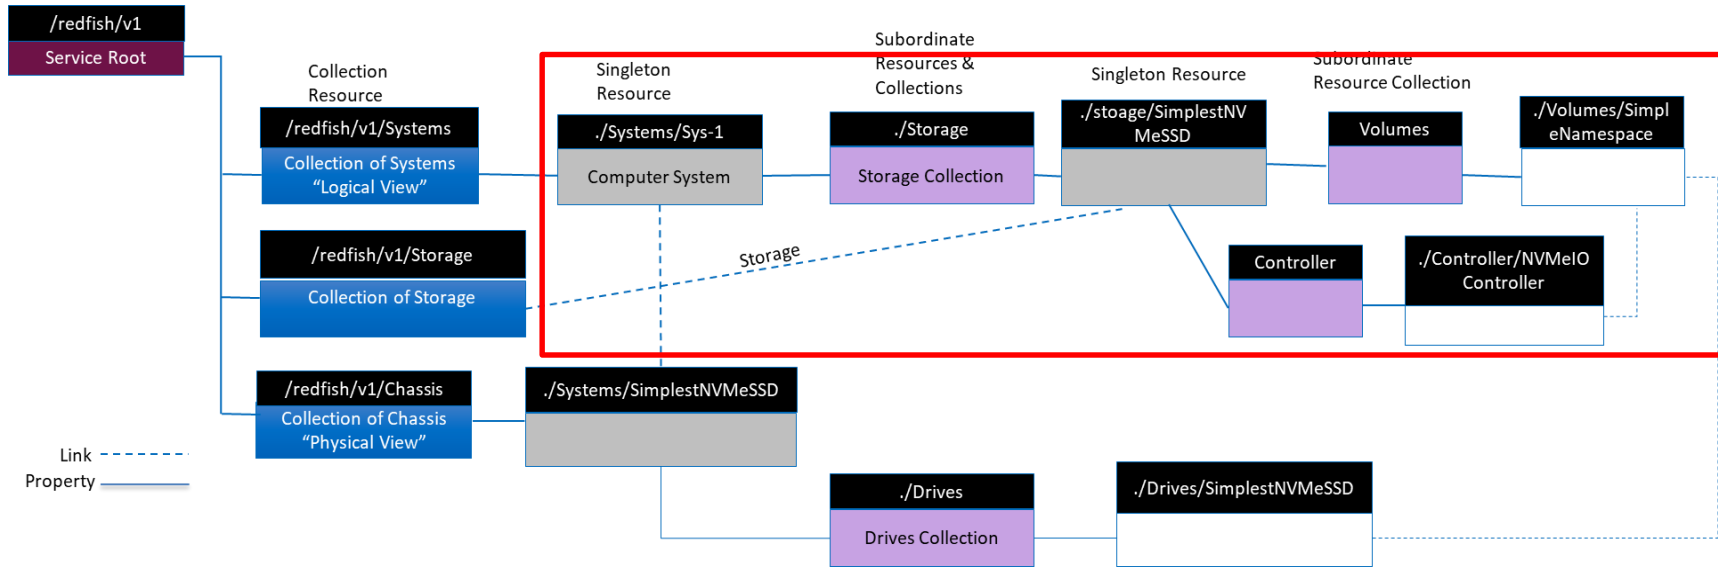 /redfish/v1
Service Root
Collection
Resource
/redfish/v1/Systems
Collection of Systems
“Logical View”
Singleton
Resource
./Systems/Sys-1
Computer System
Subordinate
Resources &
Collections
./Storage
Storage Collection
Singleton Resource
./stoage/SimplestNV
MeSSD
Subordinate
Resource Collection
Volumes
./Volumes/Simpl
eNamespace
/redfish/v1/Storage
Collection of Storage
Storage
Controller
./Controller/NVMeIO
Controller
/redfish/v1/Chassis
Collection of Chassis
“Physical View”
./Systems/SimplestNVMeSSD
Link
Property
./Drives
Drives Collection
./Drives/SimplestNVMeSSD